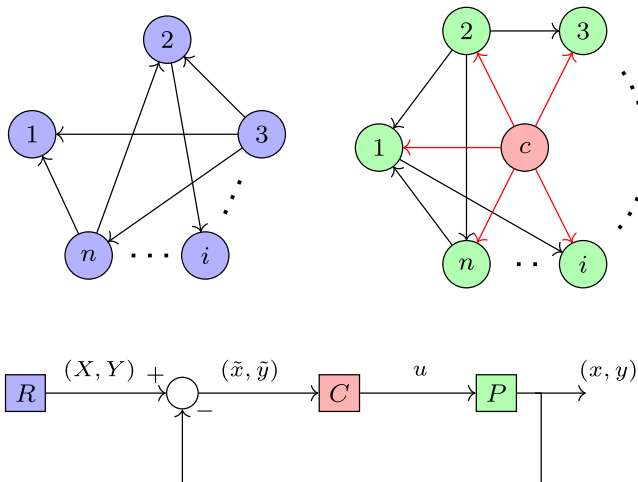 2
1
3
n
i
2
3
1
c
n
i
R
(X, Y)
+
−
(x̃, ỹ)
C
u
P
(x, y)